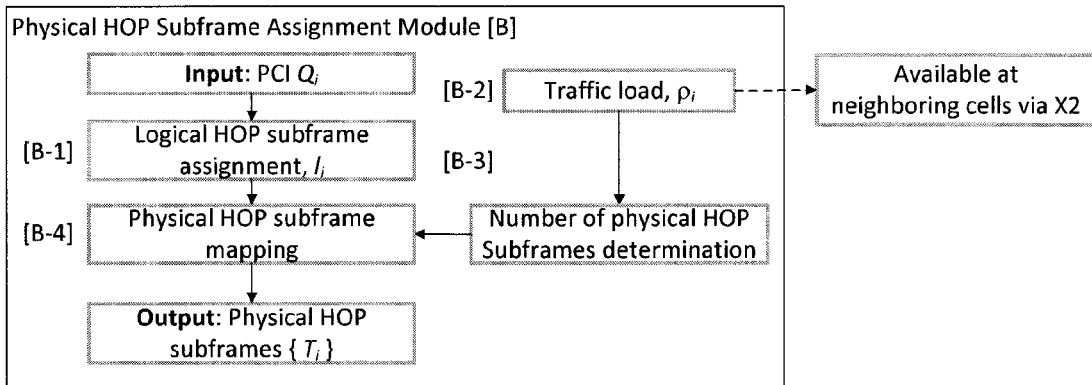 Physical HOP Subframe Assignment Module [B]
Input: PCI Qi
[B-2]
Traffic load, ρi
Available at
neighboring cells via X2
[B-1]
Logical HOP subframe
assignment, Ii
[B-3]
[B-4]
Physical HOP subframe
mapping
Number of physical HOP
Subframes determination
Output: Physical HOP
subframes { Ti }